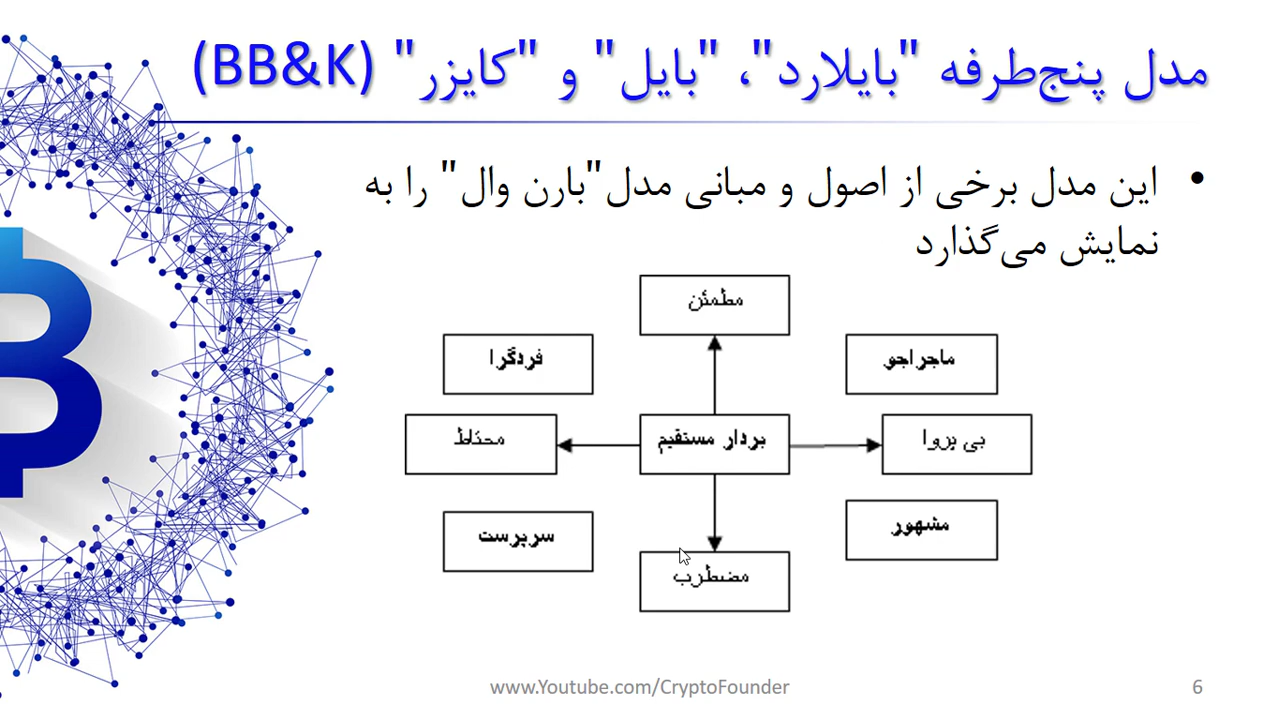 مدل پنج‌طرفه "بایلارد"، "بایل" و "کایزر" (BB&K)
• این مدل برخی از اصول و مبانی مدل"بارن وال" را به
نمایش می‌گذارد
مطمئن
ماجراجو
فردگرا
بی پروا
بردار مستقیم
محتاط
مشهور
سرپرست
مضطرب
www.Youtube.com/CryptoFounder
6